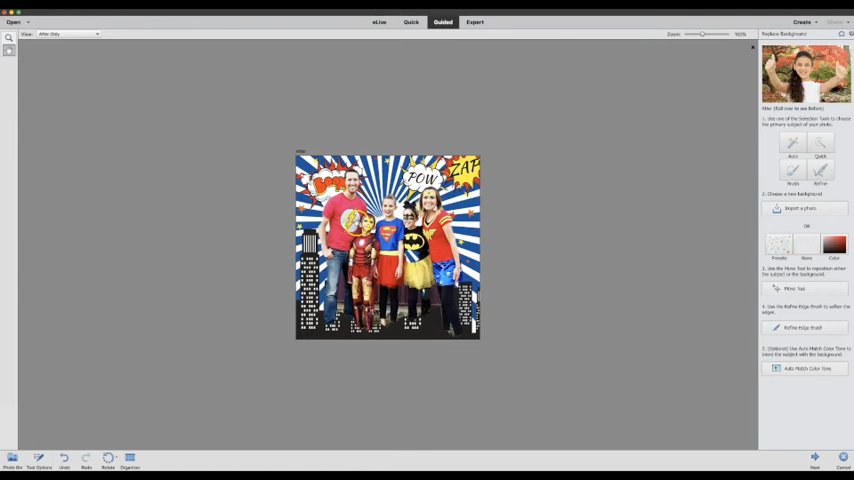 Open
eLive
Quick
Guided
Expert
Create
View: After Only
Zoom: 100%
Replace Background
After
BOOM
POW
ZAP
After (Roll over to see Before)
1. Use one of the Selection Tools to choose
the primary subject of your photo.
Auto
Quick
Brush
Refine
2. Choose a new background.
Import a photo
OR
Presets
None
Color
3. Use the Move Tool to reposition either
the subject or the background.
Move Tool
4. Use the Refine Edge Brush to soften the
edges.
Refine Edge Brush
5. (Optional) Use Auto Match Color Tone to
blend the subject with the background.
Auto Match Color Tone
Photo Bin
Tool Options
Undo
Redo
Rotate
Organizer
Next
Cancel